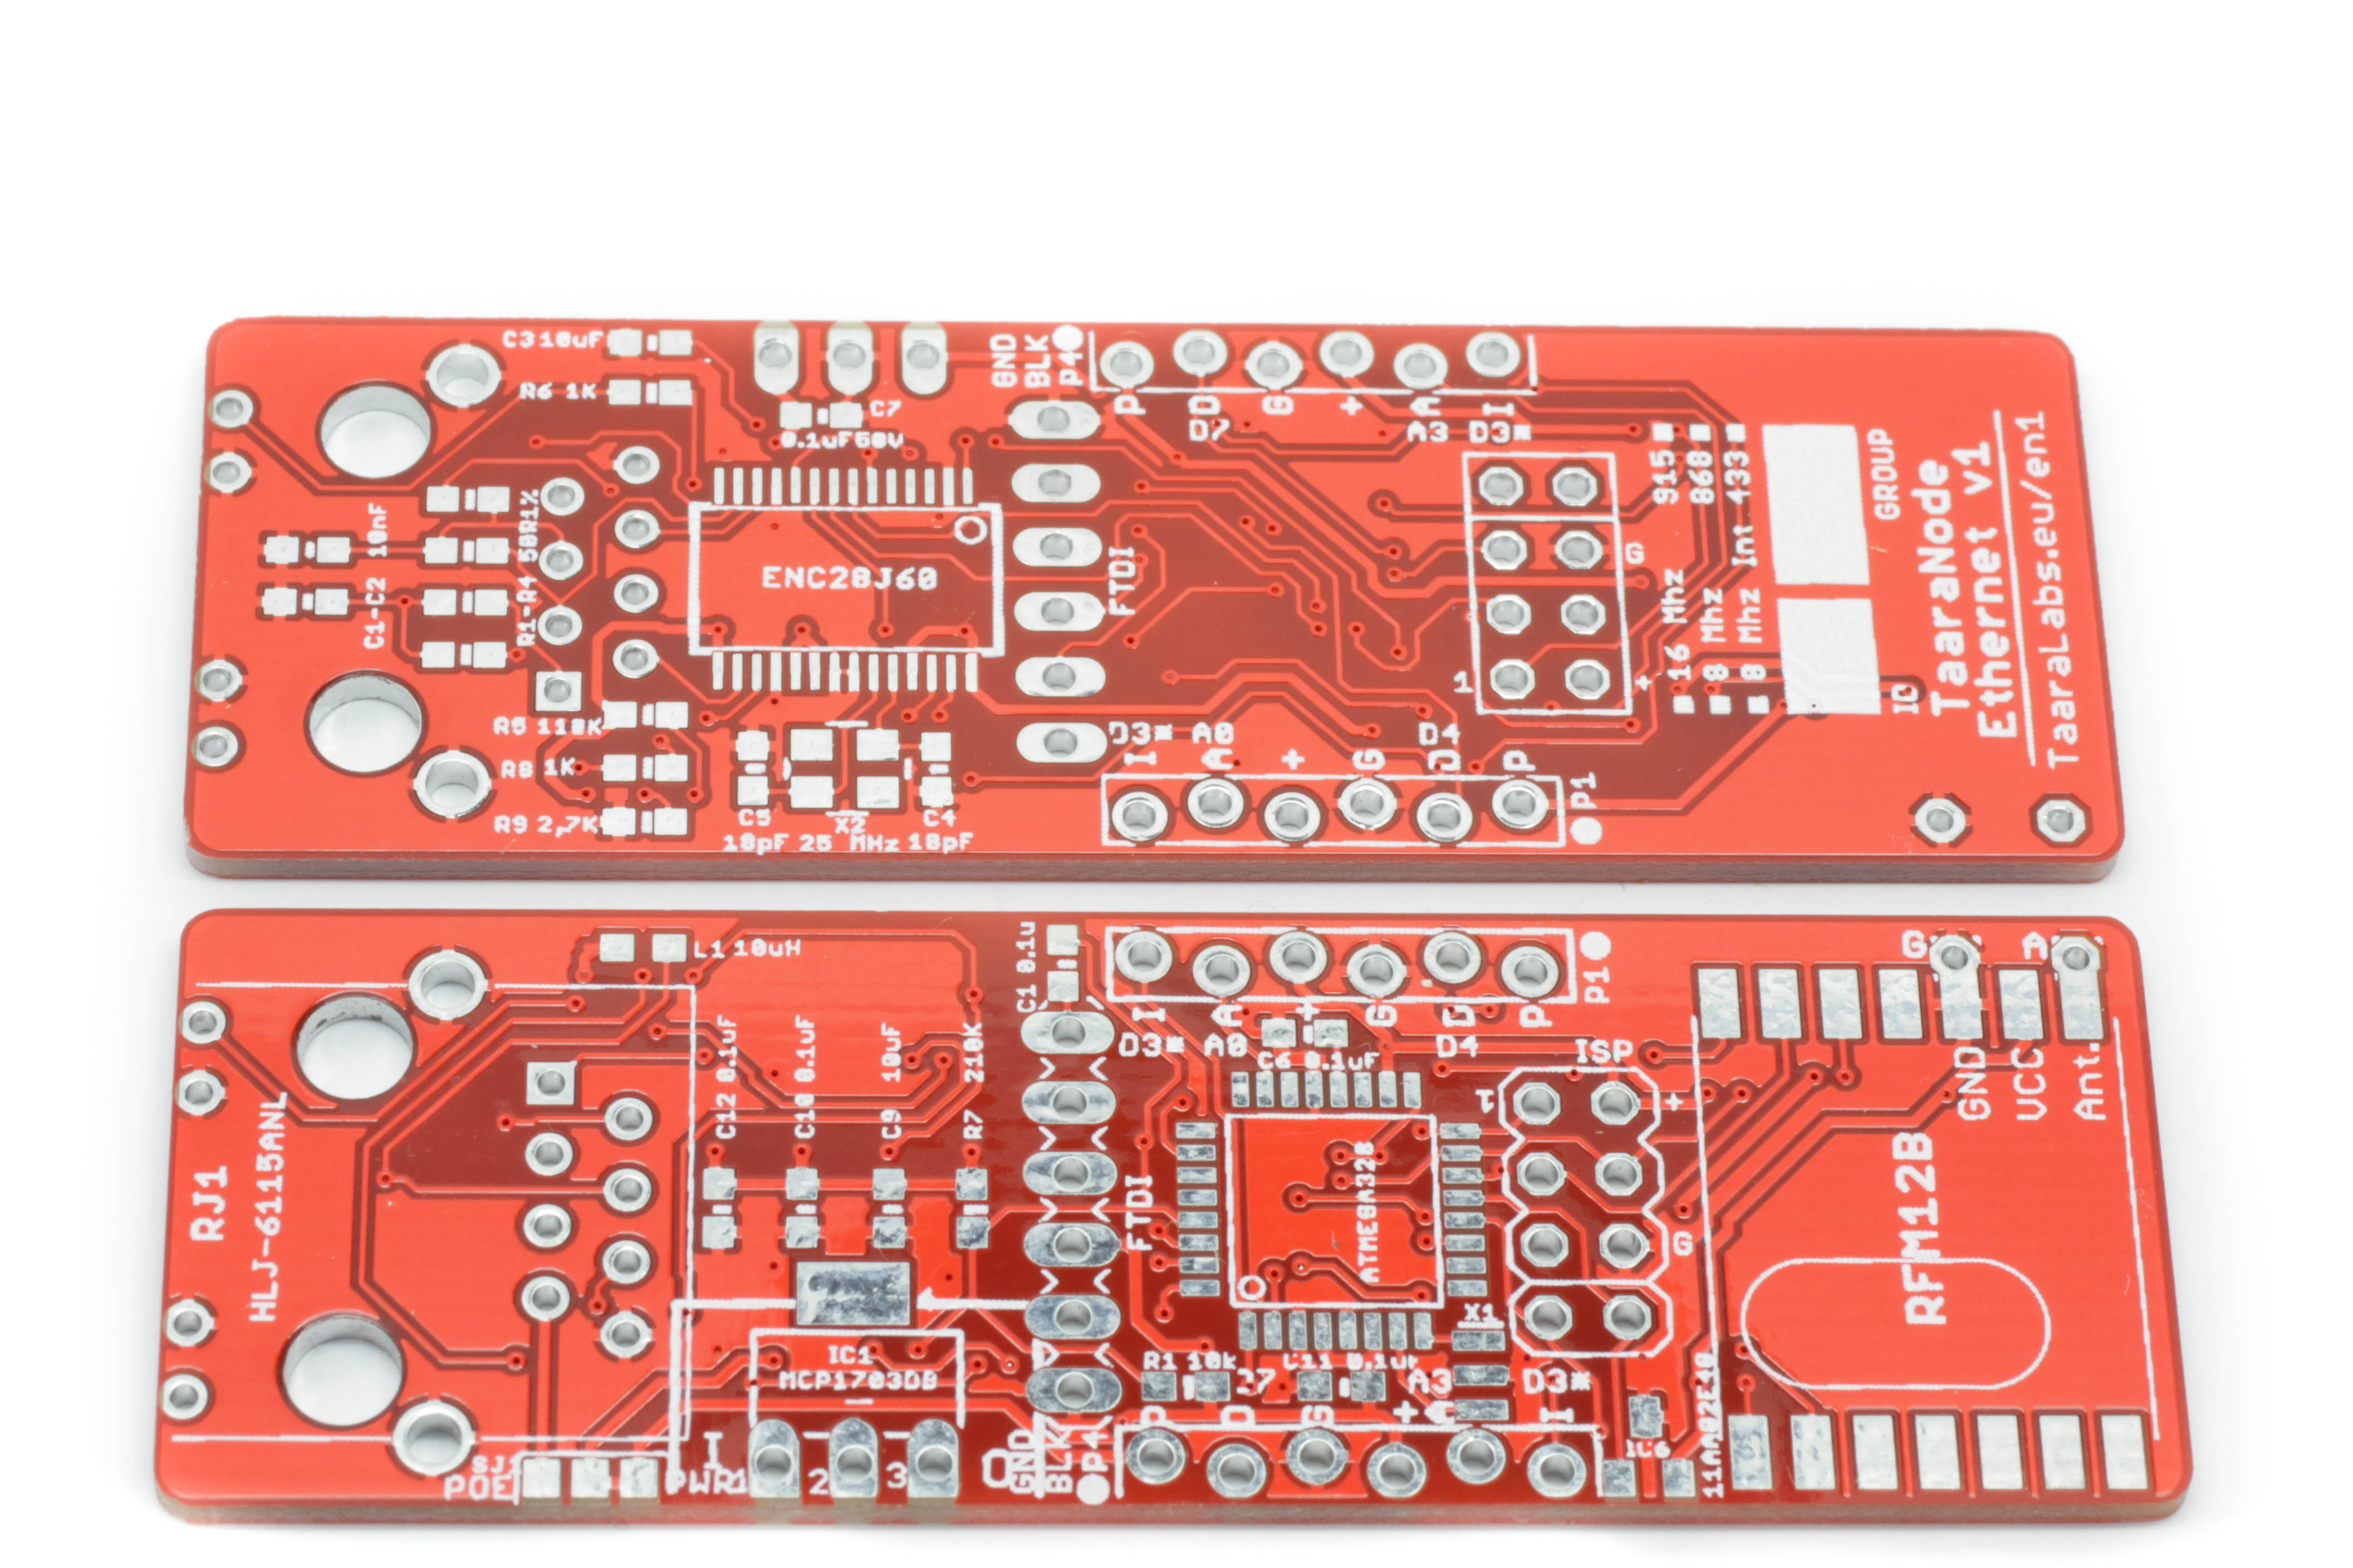 C3 10uF
R6 1K
C7
0.1uF50V
GND
BLK
P4
P D G + A I
D7 A3 D3*
10nF
C1-C2
50R1%
R1-R4
ENC28J60
FTDI
G
1
+
915
868
433
16 Mhz
8 Mhz
8 Mhz Int
GROUP
ID
TaaraNode
Ethernet v1
TaaraLabs.eu/en1
R5 110K
R8 1K
R9 2,7K
C5
18pF
X2
25 MHz
C4
18pF
D3* A0 D4
I A + G D P
P1
L1 10uH
C1 0.1u
P1
I A + G D P
D3* A0 D4
C6 0.1uF
ISP
1
+
G
G A
GND
VCC
Ant.
RJ1
HLJ-6115ANL
C12 0.1uF
C10 0.1uF
C9 10uF
R7 210K
FTDI
ATMEGA328
RFM12B
IC1
MCP1703DB
X1
R1 10k
C11 0.1uF
A3 D3*
P D G + A I
SJ1
POE
PWR1
2 3
GND
BLK
P4
IC6
11AA02E48